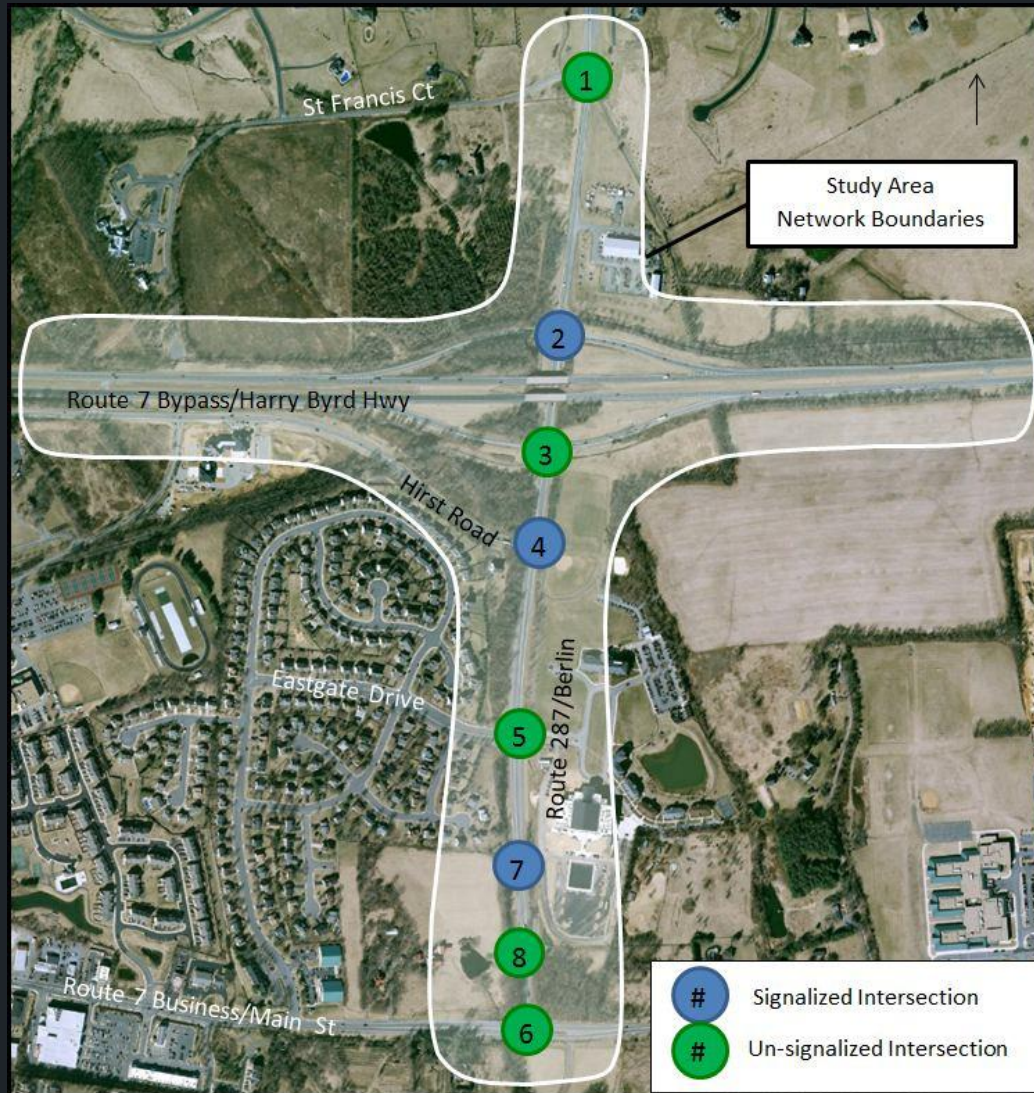 1
St Francis Ct
Study Area
Network Boundaries
2
Route 7 Bypass/Harry Byrd Hwy
3
Hirst Road
4
Eastgate Drive
Route 287/Berlin
5
7
8
Route 7 Business/Main St
6
# Signalized Intersection
# Un-signalized Intersection